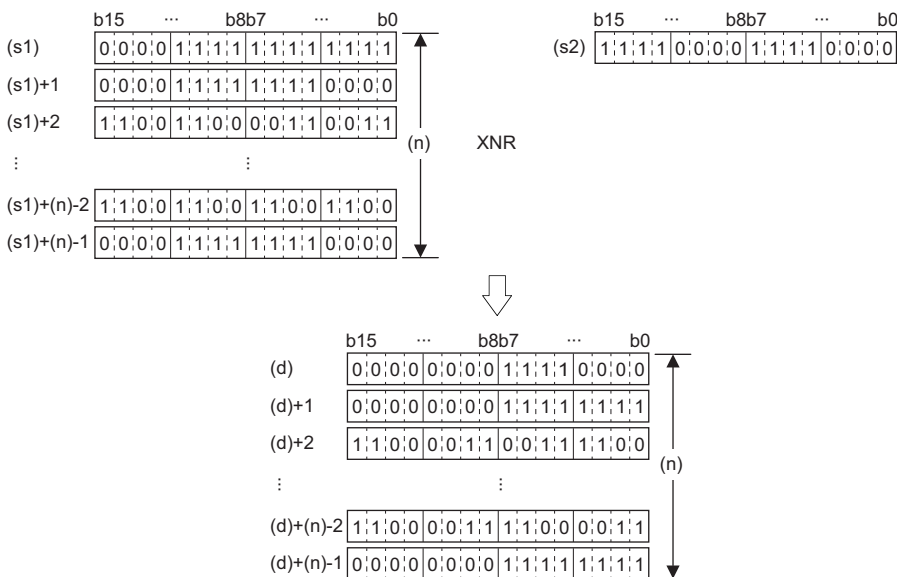 b15 ··· b8b7 ··· b0
(s1) 0 0 0 0 1 1 1 1 1 1 1 1 1 1 1 1
(s1)+1 0 0 0 0 1 1 1 1 1 1 1 1 0 0 0 0
(s1)+2 1 1 0 0 1 1 0 0 0 0 1 1 0 0 1 1
⋮ ⋮
(s1)+(n)-2 1 1 0 0 1 1 0 0 1 1 0 0 1 1 0 0
(s1)+(n)-1 0 0 0 0 1 1 1 1 1 1 1 1 0 0 0 0
(n)
XNR
b15 ··· b8b7 ··· b0
(s2) 1 1 1 1 0 0 0 0 1 1 1 1 0 0 0 0
b15 ··· b8b7 ··· b0
(d) 0 0 0 0 0 0 0 0 1 1 1 1 0 0 0 0
(d)+1 0 0 0 0 0 0 0 0 1 1 1 1 1 1 1 1
(d)+2 1 1 0 0 0 0 1 1 0 0 1 1 1 1 0 0
⋮ ⋮
(d)+(n)-2 1 1 0 0 0 0 1 1 1 1 0 0 0 0 1 1
(d)+(n)-1 0 0 0 0 0 0 0 0 1 1 1 1 1 1 1 1
(n)